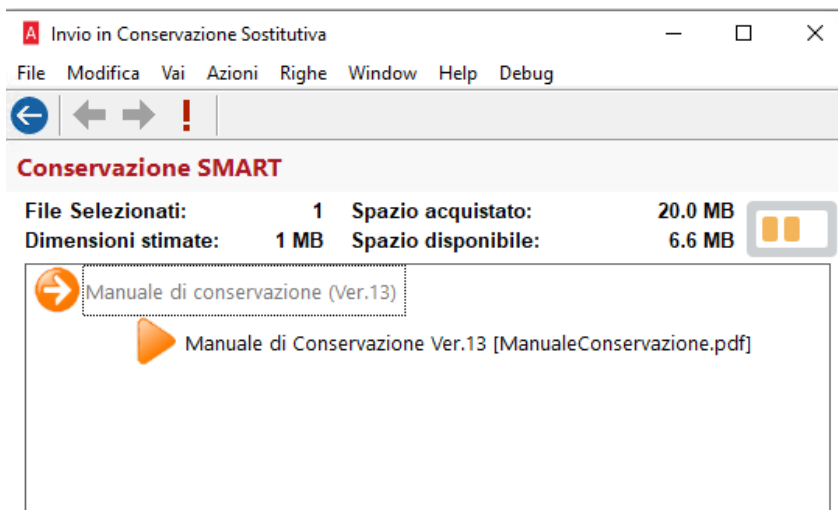 A Invio in Conservazione Sostitutiva
File Modifica Vai Azioni Righe Window Help Debug
Conservazione SMART
File Selezionati: 1 Spazio acquistato: 20.0 MB
Dimensioni stimate: 1 MB Spazio disponibile: 6.6 MB
Manuale di conservazione (Ver.13)
Manuale di Conservazione Ver.13 [ManualeConservazione.pdf]